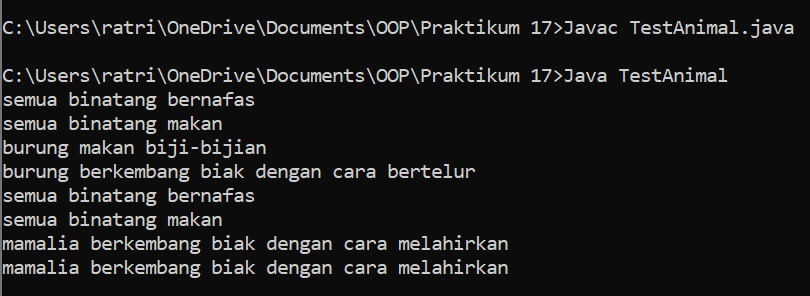 C:\Users\ratri\OneDrive\Documents\OOP\Praktikum 17>Javac TestAnimal.java
C:\Users\ratri\OneDrive\Documents\OOP\Praktikum 17>Java TestAnimal
semua binatang bernafas
semua binatang makan
burung makan biji-bijian
burung berkembang biak dengan cara bertelur
semua binatang bernafas
semua binatang makan
mamalia berkembang biak dengan cara melahirkan
mamalia berkembang biak dengan cara melahirkan